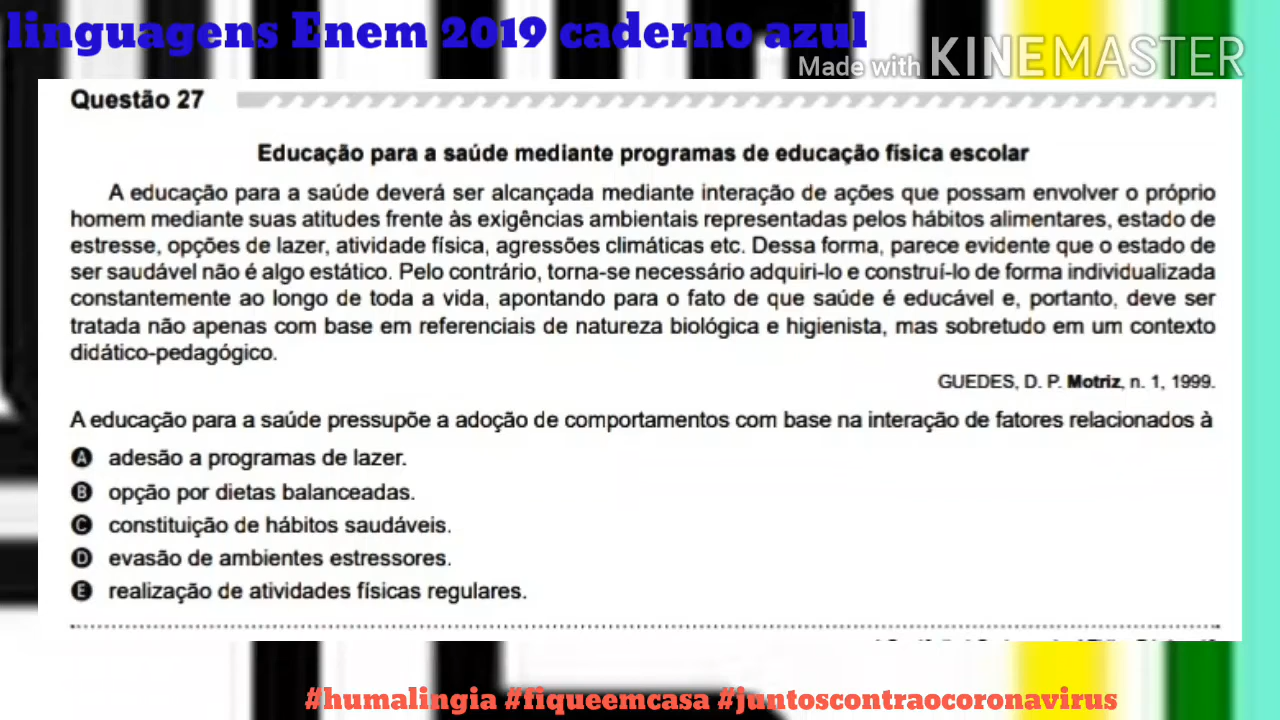 linguagens Enem 2019 caderno azul
Made with KINEMASTER
Questão 27
Educação para a saúde mediante programas de educação física escolar
A educação para a saúde deverá ser alcançada mediante interação de ações que possam envolver o próprio
homem mediante suas atitudes frente às exigências ambientais representadas pelos hábitos alimentares, estado de
estresse, opções de lazer, atividade física, agressões climáticas etc. Dessa forma, parece evidente que o estado de
ser saudável não é algo estático. Pelo contrário, torna-se necessário adquiri-lo e construí-lo de forma individualizada
constantemente ao longo de toda a vida, apontando para o fato de que saúde é educável e, portanto, deve ser
tratada não apenas com base em referenciais de natureza biológica e higienista, mas sobretudo em um contexto
didático-pedagógico.
GUEDES, D. P. Motriz, n. 1, 1999.
A educação para a saúde pressupõe a adoção de comportamentos com base na interação de fatores relacionados à
A adesão a programas de lazer.
B opção por dietas balanceadas.
C constituição de hábitos saudáveis.
D evasão de ambientes estressores.
E realização de atividades físicas regulares.
#humalingia #fiqueemcasa #juntoscontraocoronavirus